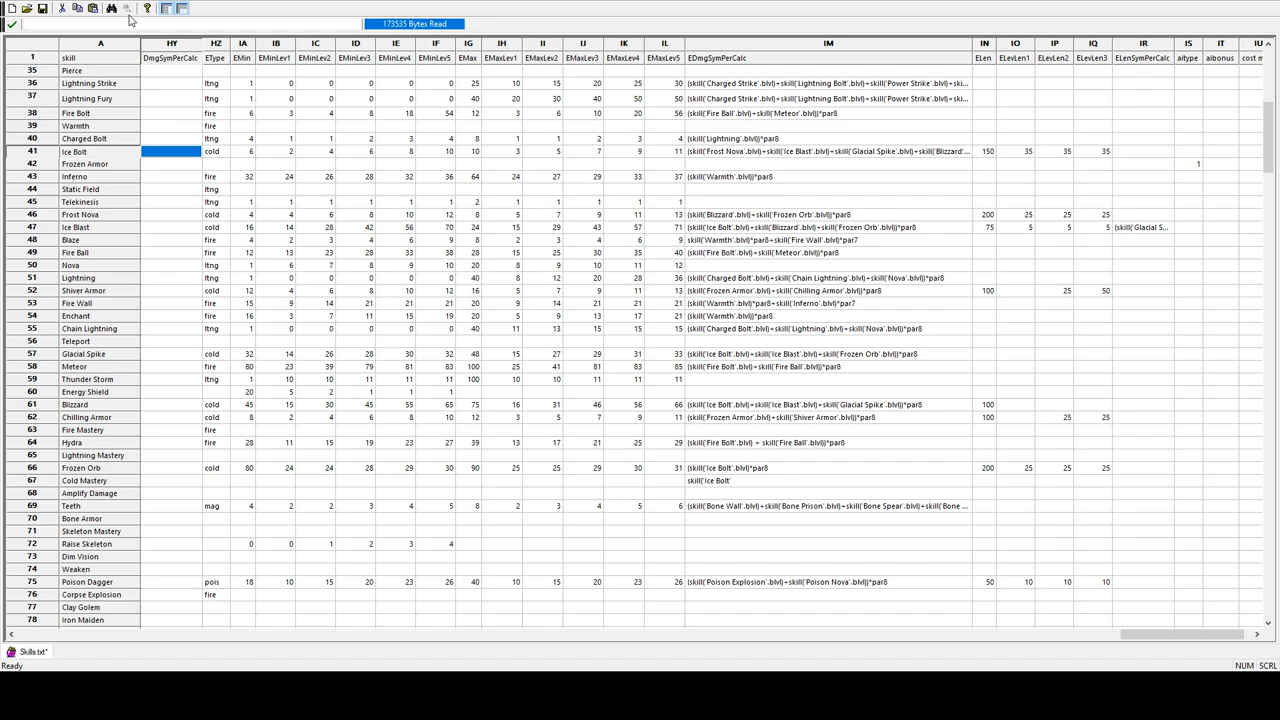 173535 Bytes Read
A HY HZ IA IB IC ID IE IF IG IH II IJ IK IL IM IN IO IP IQ IR IS IT IU
1 skill DmgSymPerCalc EType EMin EMinLev1 EMinLev2 EMinLev3 EMinLev4 EMinLev5 EMax EMaxLev1 EMaxLev2 EMaxLev3 EMaxLev4 EMaxLev5 EDmgSymPerCalc ELen ELevLen1 ELevLen2 ELevLen3 ELenSymPerCalc aitype aibonus cost m
35 Pierce
36 Lightning Strike ltng 1 0 0 0 0 0 25 10 15 20 25 30 (skill('Charged Strike'.blvl)+skill('Lightning Bolt'.blvl)+skill('Power Strike'.blvl)+ski...
37 Lightning Fury ltng 1 0 0 0 0 0 40 20 30 40 50 50 (skill('Charged Strike'.blvl)+skill('Lightning Bolt'.blvl)+skill('Power Strike'.blvl)+ski...
38 Fire Bolt fire 6 3 4 8 18 54 12 3 6 10 20 56 (skill('Fire Ball'.blvl)+skill('Meteor'.blvl))*par8
39 Warmth fire
40 Charged Bolt ltng 4 1 1 2 3 4 8 1 1 2 3 4 (skill('Lightning'.blvl))*par8
41 Ice Bolt cold 6 2 4 6 8 10 10 3 5 7 9 11 (skill('Frost Nova'.blvl)+skill('Ice Blast'.blvl)+skill('Glacial Spike'.blvl)+skill('Blizzard'... 150 35 35 35
42 Frozen Armor 1
43 Inferno fire 32 24 26 28 32 36 64 24 27 29 33 37 (skill('Warmth'.blvl))*par8
44 Static Field ltng
45 Telekinesis ltng 1 1 1 1 1 1 2 1 1 1 1 1
46 Frost Nova cold 4 4 6 8 10 12 8 5 7 9 11 13 (skill('Blizzard'.blvl)+skill('Frozen Orb'.blvl))*par8 200 25 25 25
47 Ice Blast cold 16 14 28 42 56 70 24 15 29 43 57 71 (skill('Ice Bolt'.blvl)+skill('Blizzard'.blvl)+skill('Frozen Orb'.blvl))*par8 75 5 5 5 (skill('Glacial S...
48 Blaze fire 4 2 3 4 6 9 8 2 3 4 6 9 skill('Warmth'.blvl)*par8+skill('Fire Wall'.blvl)*par7
49 Fire Ball fire 12 13 23 28 33 38 28 15 25 30 35 40 (skill('Fire Bolt'.blvl)+skill('Meteor'.blvl))*par8
50 Nova ltng 1 6 7 8 9 10 20 8 9 10 11 12
51 Lightning ltng 1 0 0 0 0 0 40 8 12 20 28 36 (skill('Charged Bolt'.blvl)+skill('Chain Lightning'.blvl)+skill('Nova'.blvl))*par8
52 Shiver Armor cold 12 4 6 8 10 12 12 5 7 9 11 13 (skill('Frozen Armor'.blvl)+skill('Chilling Armor'.blvl))*par8 100 25 50
53 Fire Wall fire 15 9 14 21 21 21 20 9 14 21 21 21 (skill('Warmth'.blvl)*par8+skill('Inferno'.blvl)*par7
54 Enchant fire 16 3 7 11 15 19 20 5 9 13 17 21 (skill('Warmth'.blvl))*par8
55 Chain Lightning ltng 1 0 0 0 0 0 40 11 13 15 15 15 (skill('Charged Bolt'.blvl)+skill('Lightning'.blvl)+skill('Nova'.blvl))*par8
56 Teleport
57 Glacial Spike cold 32 14 26 28 30 32 48 15 27 29 31 33 (skill('Ice Bolt'.blvl)+skill('Ice Blast'.blvl)+skill('Frozen Orb'.blvl))*par8
58 Meteor fire 80 23 39 79 81 83 100 25 41 81 83 85 (skill('Fire Bolt'.blvl)+skill('Fire Ball'.blvl))*par8
59 Thunder Storm ltng 1 10 10 11 11 11 100 10 10 11 11 11
60 Energy Shield 20 5 2 1 1 1
61 Blizzard cold 45 15 30 45 55 65 75 16 31 46 56 66 (skill('Ice Bolt'.blvl)+skill('Ice Blast'.blvl)+skill('Glacial Spike'.blvl))*par8 100
62 Chilling Armor cold 8 2 4 6 8 10 12 3 5 7 9 11 (skill('Frozen Armor'.blvl)+skill('Shiver Armor'.blvl))*par8 100 25 25
63 Fire Mastery fire
64 Hydra fire 28 11 15 19 23 27 39 13 17 21 25 29 (skill('Fire Bolt'.blvl) + skill('Fire Ball'.blvl))*par8
65 Lightning Mastery
66 Frozen Orb cold 80 24 24 28 29 30 90 25 25 29 30 31 (skill('Ice Bolt'.blvl)*par8 200 25 25 25
67 Cold Mastery skill('Ice Bolt'
68 Amplify Damage
69 Teeth mag 4 2 2 3 4 5 8 2 3 4 5 6 (skill('Bone Wall'.blvl)+skill('Bone Prison'.blvl)+skill('Bone Spear'.blvl)+skill('Bone ...
70 Bone Armor
71 Skeleton Mastery
72 Raise Skeleton 0 0 1 2 3 4
73 Dim Vision
74 Weaken
75 Poison Dagger pois 18 10 15 20 23 26 40 10 15 20 23 26 (skill('Poison Explosion'.blvl)+skill('Poison Nova'.blvl))*par8 50 10 10 10
76 Corpse Explosion fire
77 Clay Golem
78 Iron Maiden
Skills.txt*
Ready NUM SCRL